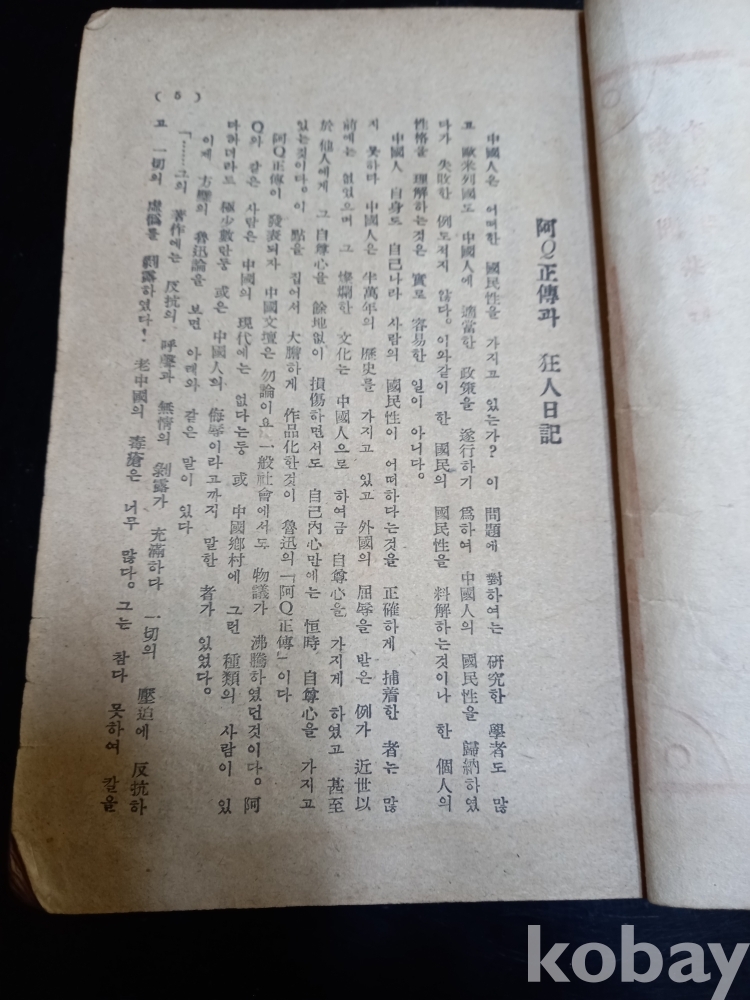 阿Q正傳과 狂人日記
中國人은 어떠한 國民性을 가지고 있는가? 이 問題에 對하여는 硏究한 學者도 많
고 歐米列國도 中國人에 適當한 政策을 遂行하기 爲하여 中國人의 國民性을 歸納하였
다가 失敗한 例도적지 않다. 이와같이 한 國民의 國民性을 料解하는것이나 한 個人의
性格을 理解하는것은 實로 容易한 일이 아니다.
中國人 自身도 自己나라 사람의 國民性이 어떠하다는것을 正確하게 捕着한 者는 많
지 못하다 中國人은 半萬年의 歷史를 가지고 있고 外國의 屈辱을 받은 例가 近世以
前에는 없었으며 그 燦爛한 文化는 中國人으로 하여금 自尊心을 가지게 하였고 甚至
於 他人에게 그 自尊心을 餘地없이 損傷하면서도 自己內心만에는 恒時 自尊心을 가지고
있는것이다. 이 點을 집어서 大膽하게 作品化한것이 魯迅의「阿Q正傳」이다
阿Q正傳이 發表되자 中國文壇은 勿論이요 一般社會에서도 物議가 沸騰하였던것이다. 阿
Q와 같은 사람은 中國의 現代에는 없다는둥 或 中國鄕村에 그런 種類의 사람이 있
다하더라도 極少數만둥 或은 中國人의 侮辱이라고까지 말한 者가 있었다.
이제 方璧의 魯迅論을 보면 아래와 같은 말이 있다
「……그의 著作에는 反抗의 呼聲과 無情의 剝露가 充滿하다 一切의 壓迫에 反抗하
고 一切의 虛僞를 剝露하였다! 老中國의 毒瘡은 너무 많다. 그는 참다 못하여 칼을
( 5 )
kobay